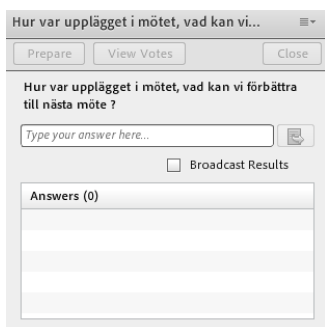 Hur var upplägget i mötet, vad kan vi...
Prepare View Votes Close
Hur var upplägget i mötet, vad kan vi förbättra
till nästa möte ?
Type your answer here...
Broadcast Results
Answers (0)